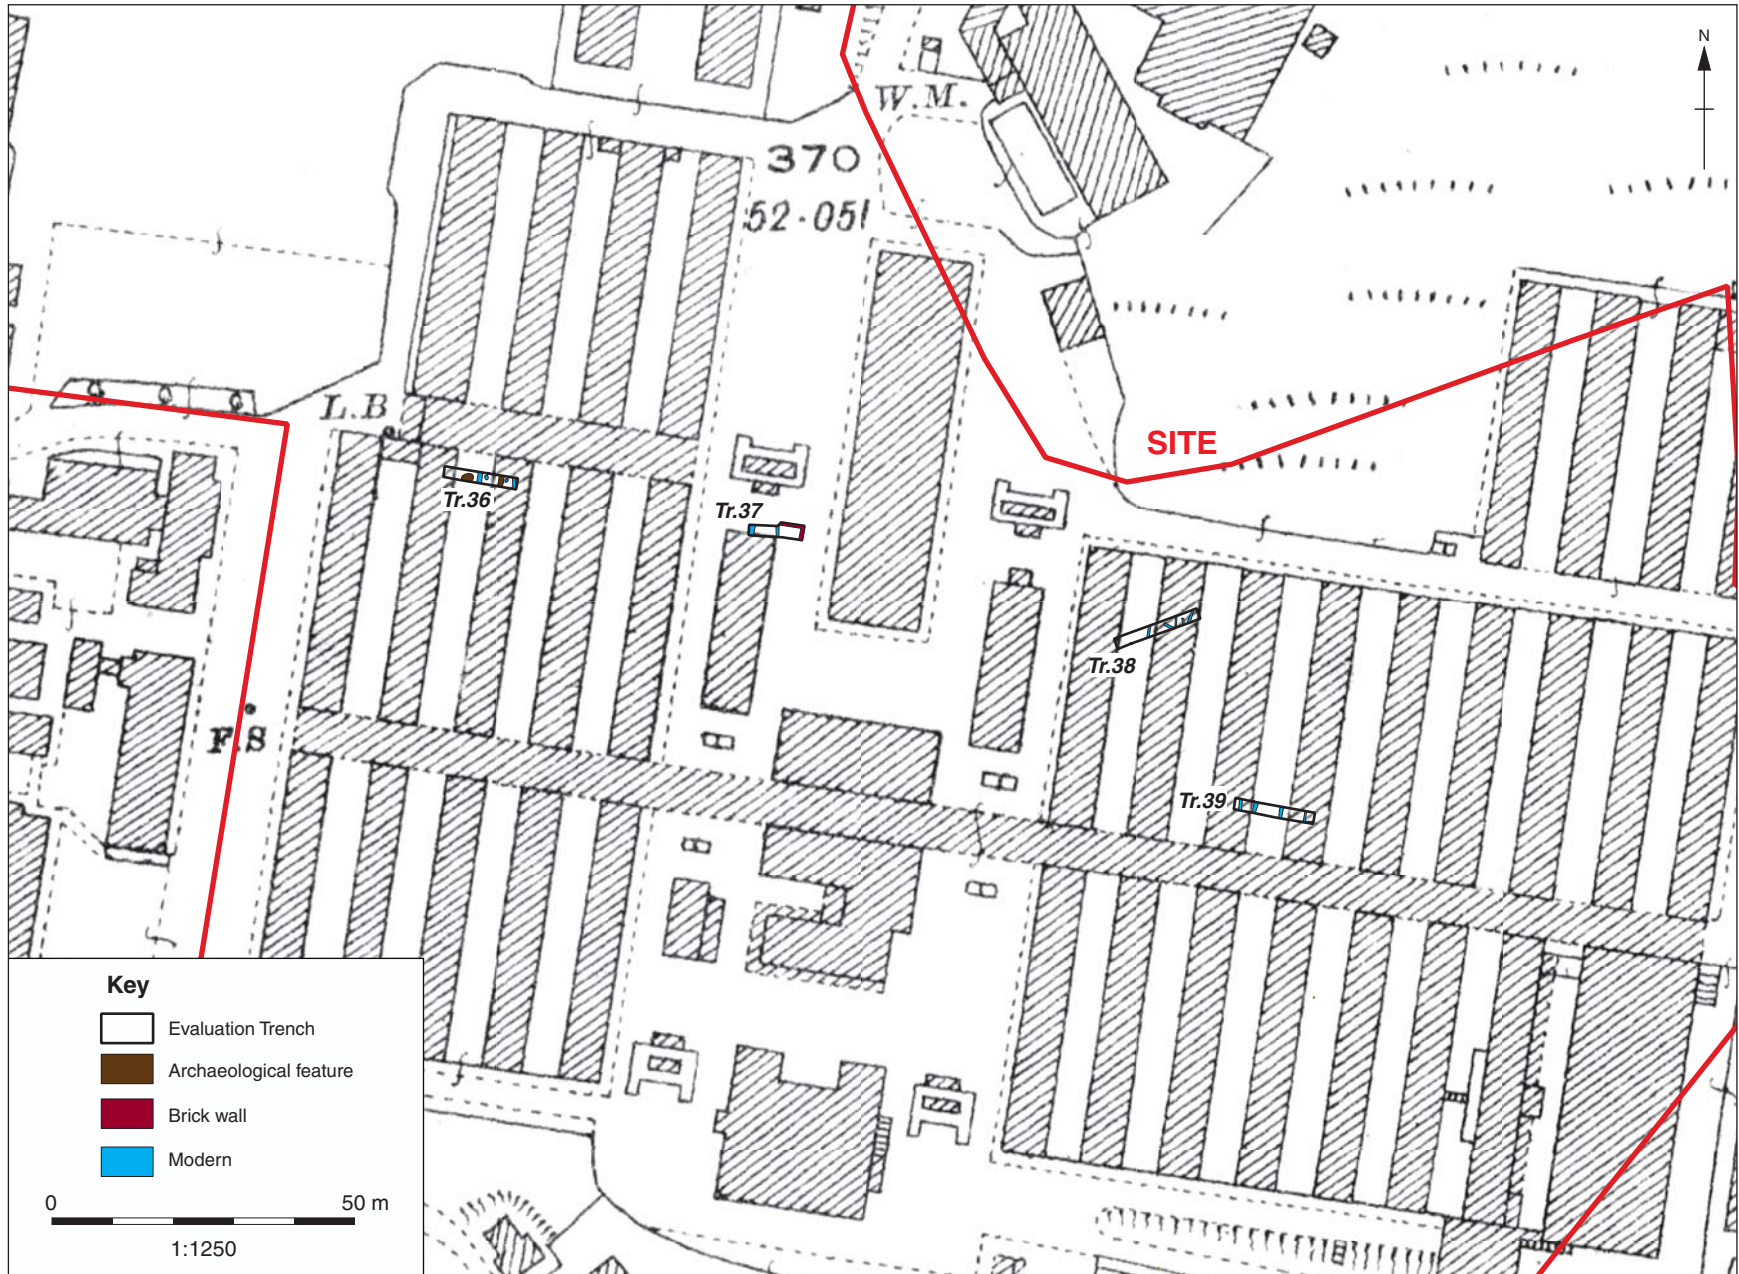 N
W.M.
370
52·051
L.B
SITE
Tr.36
Tr.37
Tr.38
F.S
Tr.39
Key
Evaluation Trench
Archaeological feature
Brick wall
Modern
0 50 m
1:1250